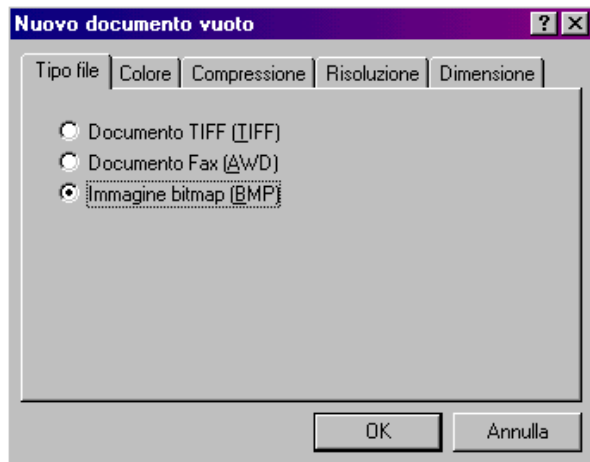 Nuovo documento vuoto
Tipo file Colore Compressione Risoluzione Dimensione
Documento TIFF (TIFF)
Documento Fax (AWD)
Immagine bitmap (BMP)
OK Annulla